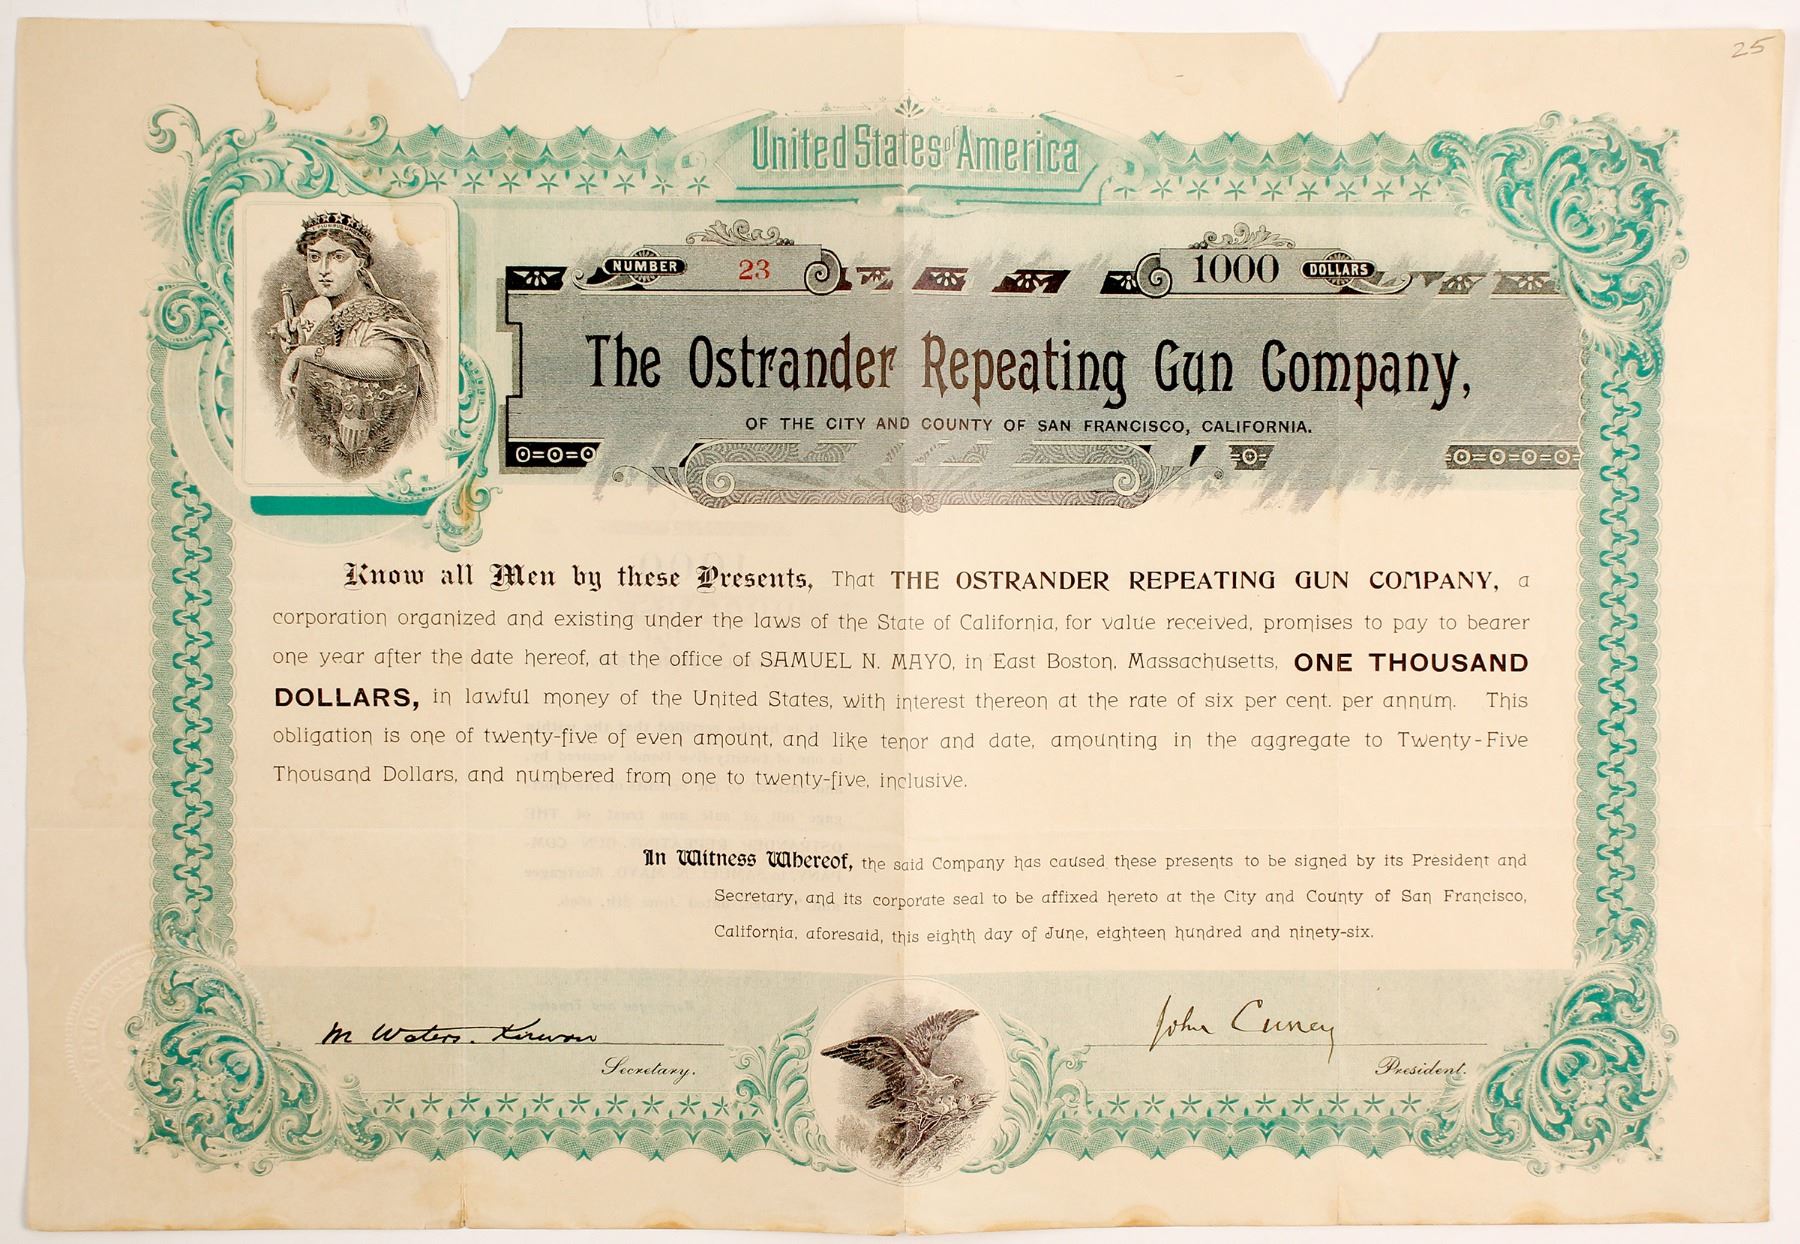 25
United States of America
NUMBER 23
1000 DOLLARS
The Ostrander Repeating Gun Company,
OF THE CITY AND COUNTY OF SAN FRANCISCO, CALIFORNIA.
Know all Men by these Presents, That THE OSTRANDER REPEATING GUN COMPANY, a
corporation organized and existing under the laws of the State of California, for value received, promises to pay to bearer
one year after the date hereof, at the office of SAMUEL N. MAYO, in East Boston, Massachusetts, ONE THOUSAND
DOLLARS, in lawful money of the United States, with interest thereon at the rate of six per cent. per annum. This
obligation is one of twenty-five of even amount, and like tenor and date, amounting in the aggregate to Twenty-Five
Thousand Dollars, and numbered from one to twenty-five, inclusive.
In Witness Whereof, the said Company has caused these presents to be signed by its President and
Secretary, and its corporate seal to be affixed hereto at the City and County of San Francisco,
California, aforesaid, this eighth day of June, eighteen hundred and ninety-six.
M Waters Kirwan
Secretary.
John Curney
President.